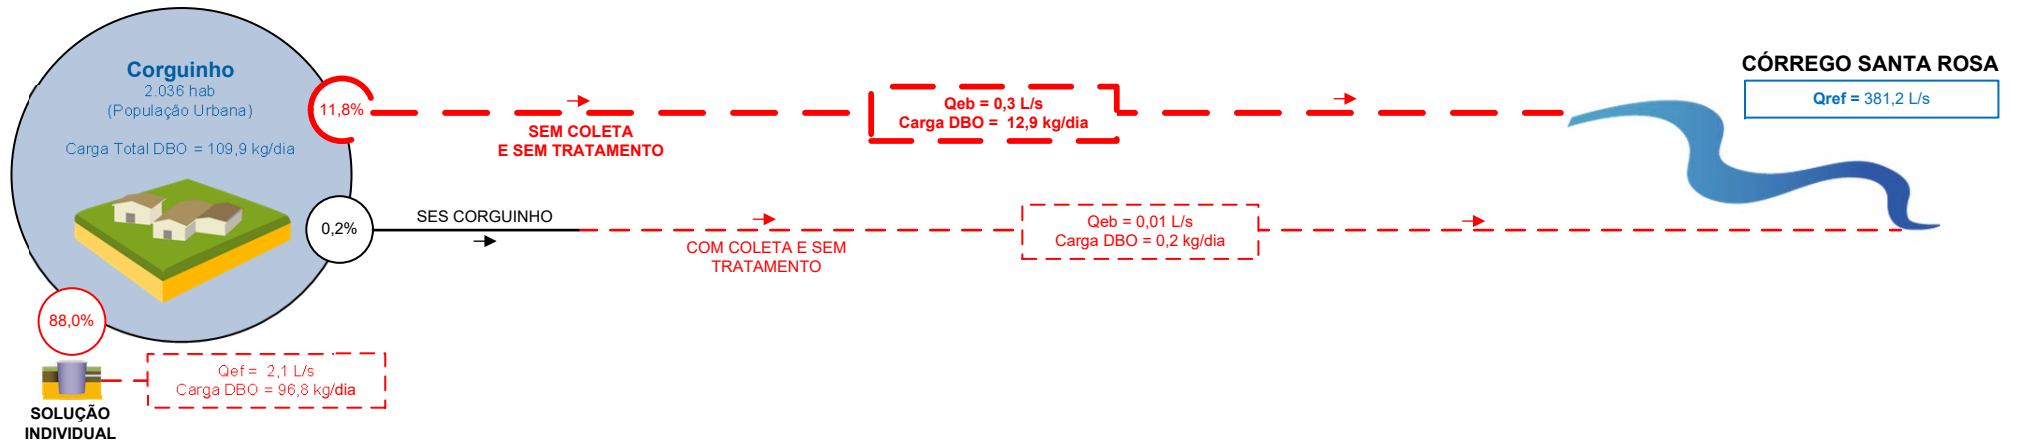 Corguinho
2.036 hab
(População Urbana)
Carga Total DBO = 109,9 kg/dia
11,8%
SEM COLETA
E SEM TRATAMENTO
Qeb = 0,3 L/s
Carga DBO = 12,9 kg/dia
CÓRREGO SANTA ROSA
Qref = 381,2 L/s
0,2%
SES CORGUINHO
COM COLETA E SEM
TRATAMENTO
Qeb = 0,01 L/s
Carga DBO = 0,2 kg/dia
88,0%
Qef = 2,1 L/s
Carga DBO = 96,8 kg/dia
SOLUÇÃO
INDIVIDUAL